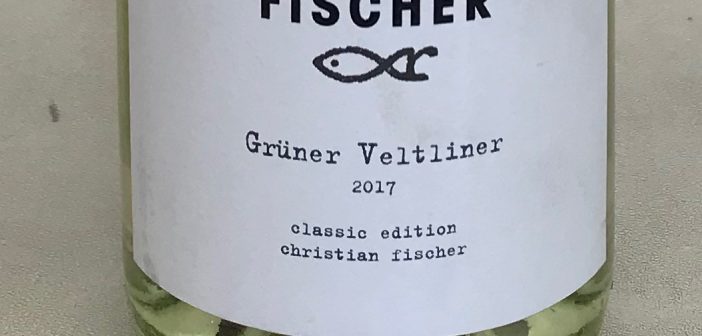 FISCHER
Grüner Veltliner
2017
classic edition
christian fischer